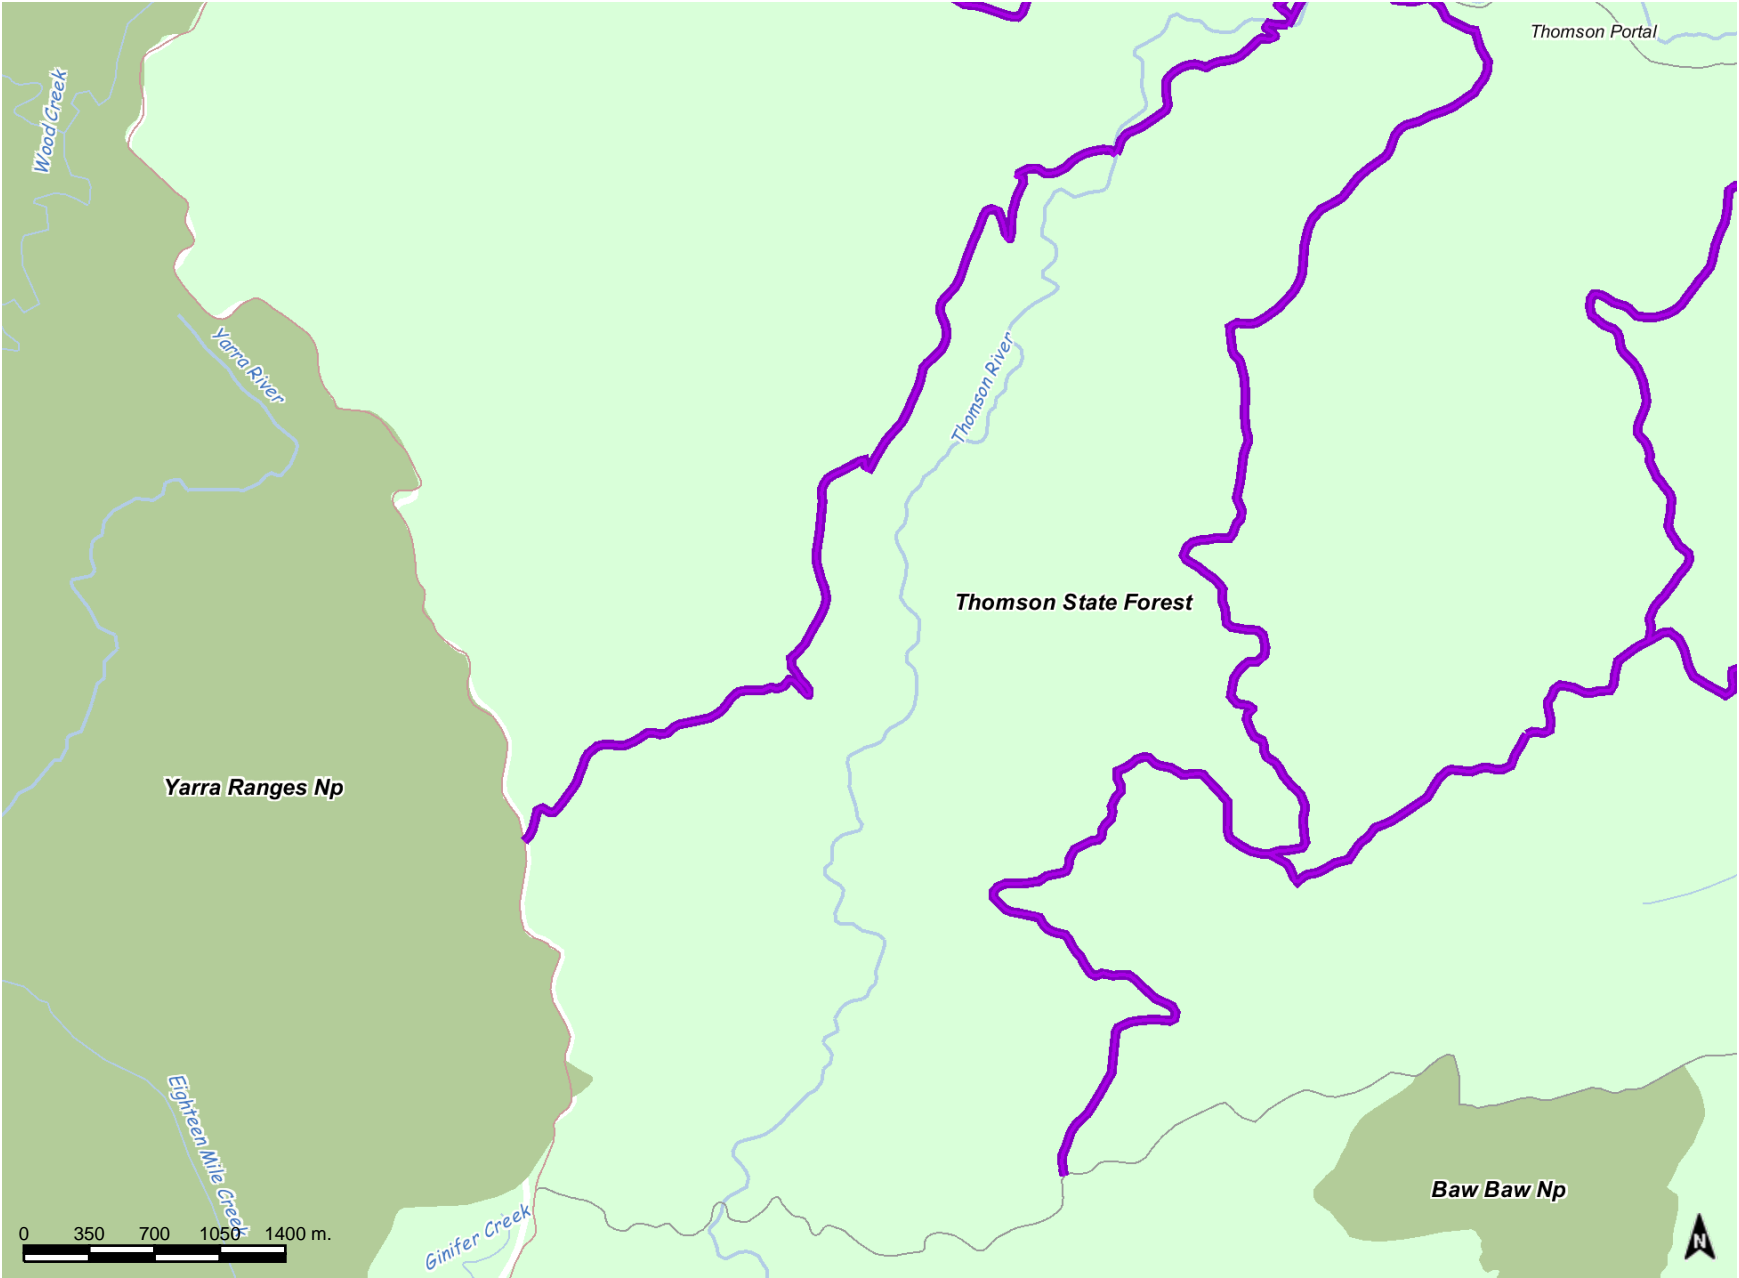 Thomson Portal
Wood Creek
Yarra River
Thomson River
Thomson State Forest
Yarra Ranges Np
Eighteen Mile Creek
Ginifer Creek
Baw Baw Np
0 350 700 1050 1400 m.
N